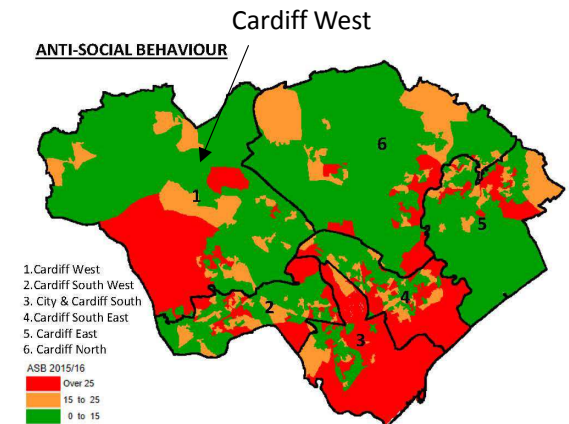 Cardiff West
ANTI-SOCIAL BEHAVIOUR
6
1
5
1.Cardiff West
2.Cardiff South West
3. City & Cardiff South
4.Cardiff South East
5. Cardiff East
6. Cardiff North
2
4
3
ASB 2015/16
Over 25
15 to 25
0 to 15